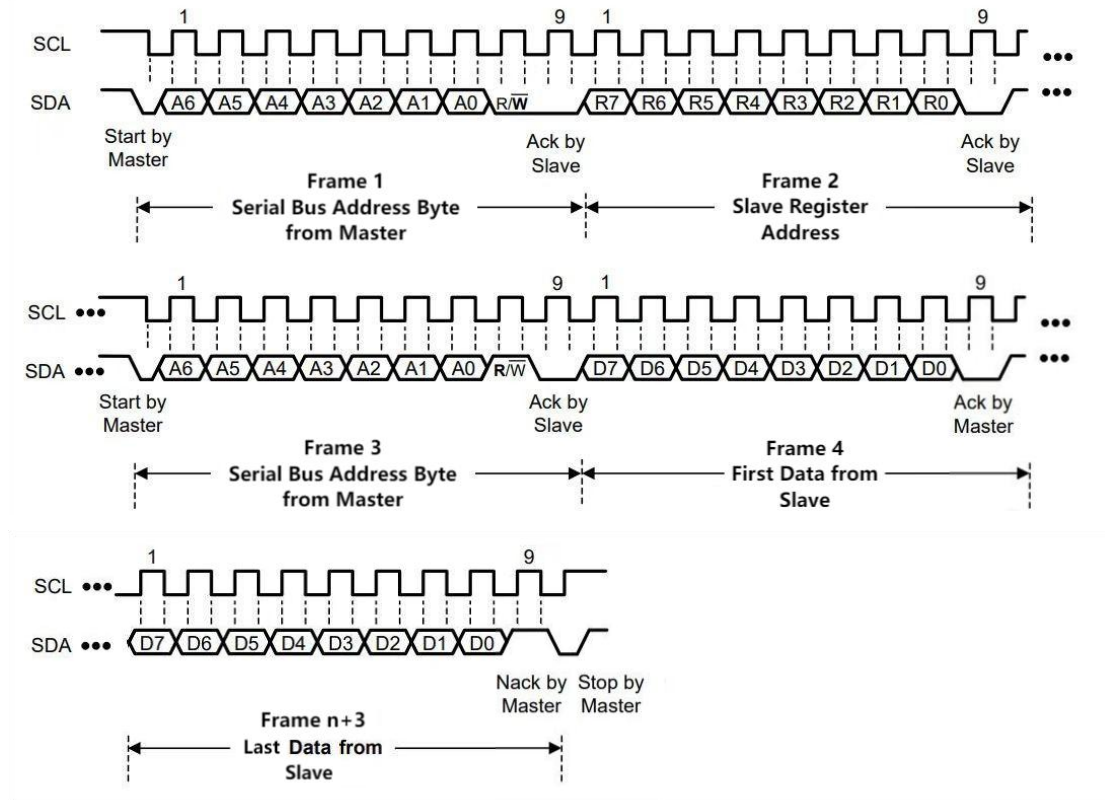 1 9 1 9
SCL •••
SDA A6 A5 A4 A3 A2 A1 A0 R/W̅ R7 R6 R5 R4 R3 R2 R1 R0 •••
Start by
Master
Ack by
Slave
Ack by
Slave
Frame 1
Serial Bus Address Byte
from Master
Frame 2
Slave Register
Address
1 9 1 9
SCL ••• •••
SDA ••• A6 A5 A4 A3 A2 A1 A0 R/W̅ D7 D6 D5 D4 D3 D2 D1 D0 •••
Start by
Master
Ack by
Slave
Ack by
Master
Frame 3
Serial Bus Address Byte
from Master
Frame 4
First Data from
Slave
1 9
SCL •••
SDA ••• D7 D6 D5 D4 D3 D2 D1 D0
Nack by
Master
Stop by
Master
Frame n+3
Last Data from
Slave